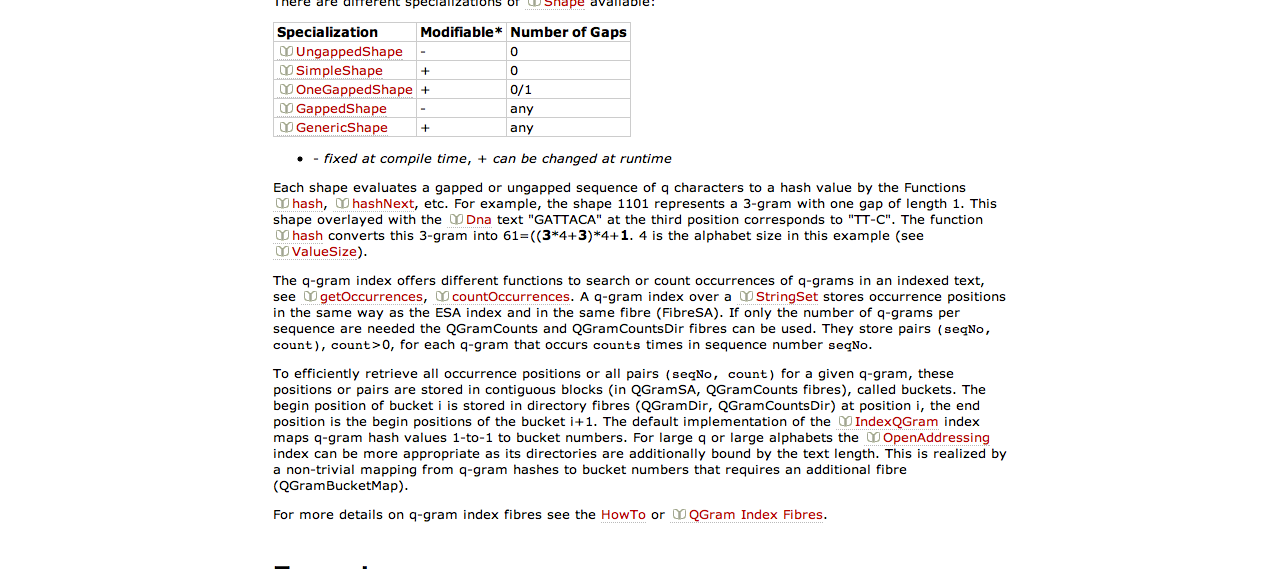 There are different specializations of Shape available:
Specialization Modifiable* Number of Gaps
UngappedShape - 0
SimpleShape + 0
OneGappedShape + 0/1
GappedShape - any
GenericShape + any
• - fixed at compile time, + can be changed at runtime
Each shape evaluates a gapped or ungapped sequence of q characters to a hash value by the Functions
hash, hashNext, etc. For example, the shape 1101 represents a 3-gram with one gap of length 1. This
shape overlayed with the Dna text "GATTACA" at the third position corresponds to "TT-C". The function
hash converts this 3-gram into 61=((3*4+3)*4+1. 4 is the alphabet size in this example (see
ValueSize).
The q-gram index offers different functions to search or count occurrences of q-grams in an indexed text,
see getOccurrences, countOccurrences. A q-gram index over a StringSet stores occurrence positions
in the same way as the ESA index and in the same fibre (FibreSA). If only the number of q-grams per
sequence are needed the QGramCounts and QGramCountsDir fibres can be used. They store pairs (seqNo,
count), count>0, for each q-gram that occurs counts times in sequence number seqNo.
To efficiently retrieve all occurrence positions or all pairs (seqNo, count) for a given q-gram, these
positions or pairs are stored in contiguous blocks (in QGramSA, QGramCounts fibres), called buckets. The
begin position of bucket i is stored in directory fibres (QGramDir, QGramCountsDir) at position i, the end
position is the begin positions of the bucket i+1. The default implementation of the IndexQGram index
maps q-gram hash values 1-to-1 to bucket numbers. For large q or large alphabets the OpenAddressing
index can be more appropriate as its directories are additionally bound by the text length. This is realized by
a non-trivial mapping from q-gram hashes to bucket numbers that requires an additional fibre
(QGramBucketMap).
For more details on q-gram index fibres see the HowTo or QGram Index Fibres.